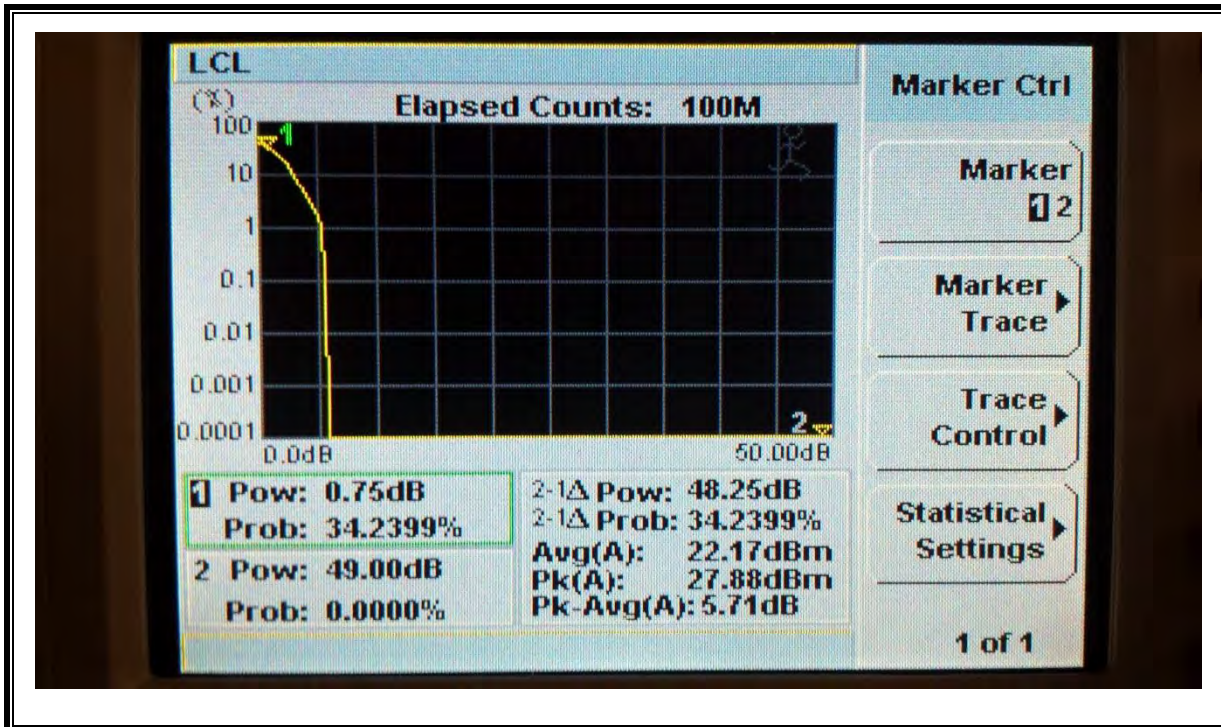 LCL
(%)
Elapsed Counts: 100M
1
100
10
1
0.1
0.01
0.001
0.0001
2
0.0dB
50.00dB
1 Pow: 0.75dB
Prob: 34.2399%
2 Pow: 49.00dB
Prob: 0.0000%
2-1Δ Pow: 48.25dB
2-1Δ Prob: 34.2399%
Avg(A): 22.17dBm
Pk(A): 27.88dBm
Pk-Avg(A): 5.71dB
Marker Ctrl
Marker
1 2
Marker
Trace
Trace
Control
Statistical
Settings
1 of 1